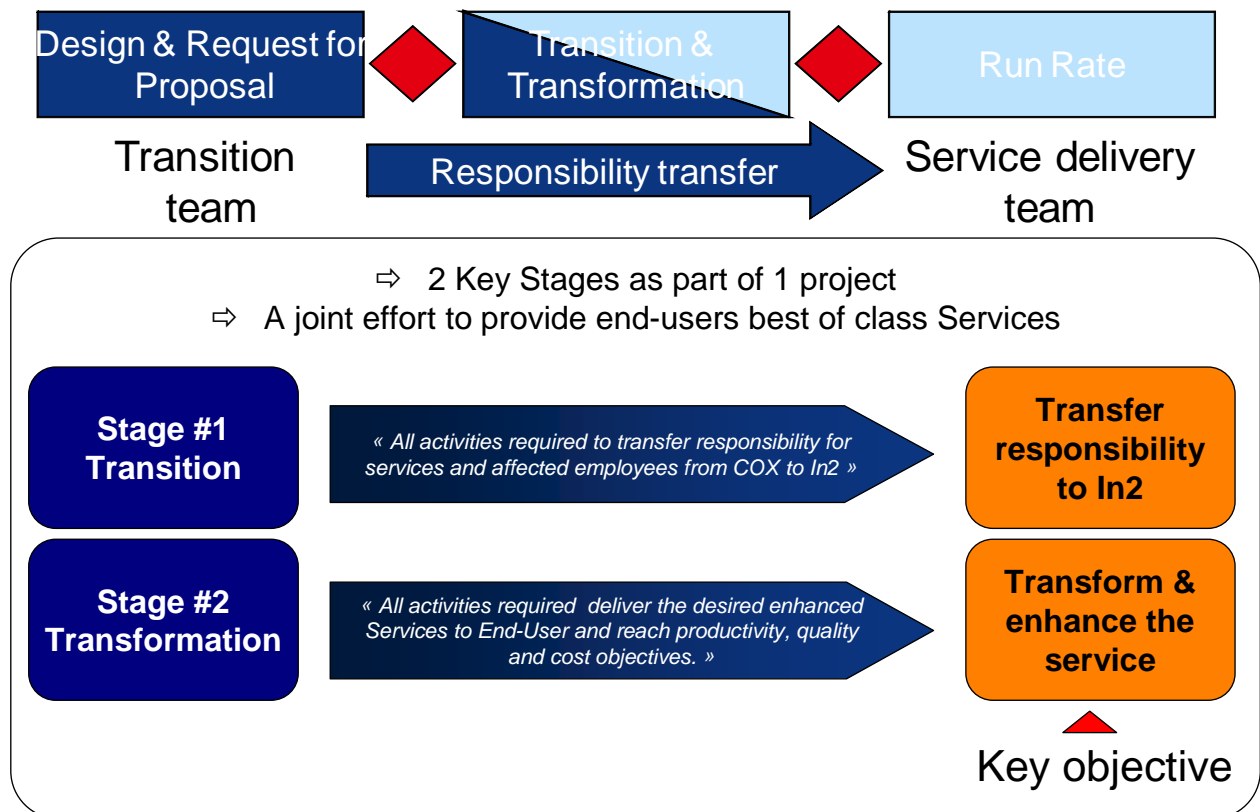 Design & Request for
Proposal
Transition &
Transformation
Run Rate
Transition
team
Responsibility transfer
Service delivery
team
⇨ 2 Key Stages as part of 1 project
⇨ A joint effort to provide end-users best of class Services
Stage #1
Transition
« All activities required to transfer responsibility for
services and affected employees from COX to In2 »
Transfer
responsibility
to In2
Stage #2
Transformation
« All activities required  deliver the desired enhanced
Services to End-User and reach productivity, quality
and cost objectives. »
Transform &
enhance the
service
Key objective